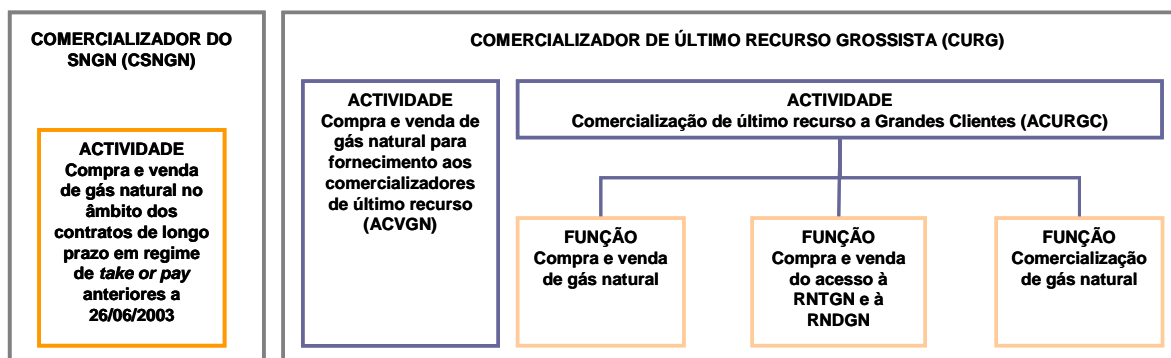 COMERCIALIZADOR DO
SNGN (CSNGN)
ACTIVIDADE
Compra e venda
de gás natural no
âmbito dos
contratos de longo
prazo em regime
de take or pay
anteriores a
26/06/2003
COMERCIALIZADOR DE ÚLTIMO RECURSO GROSSISTA (CURG)
ACTIVIDADE
Compra e venda de
gás natural para
fornecimento aos
comercializadores
de último recurso
(ACVGN)
ACTIVIDADE
Comercialização de último recurso a Grandes Clientes (ACURGC)
FUNÇÃO
Compra e venda
de gás natural
FUNÇÃO
Compra e venda
do acesso à
RNTGN e à
RNDGN
FUNÇÃO
Comercialização
de gás natural